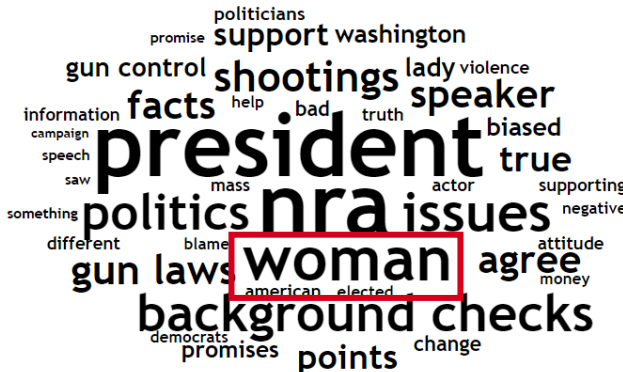 politicians
promise support washington
gun control shootings lady violence
information facts help bad truth speaker
campaign president biased
speech true
saw mass nra actor supporting
something politics issues negative
different blame woman agree attitude
gun laws american elected money
background checks
democrats promises points change